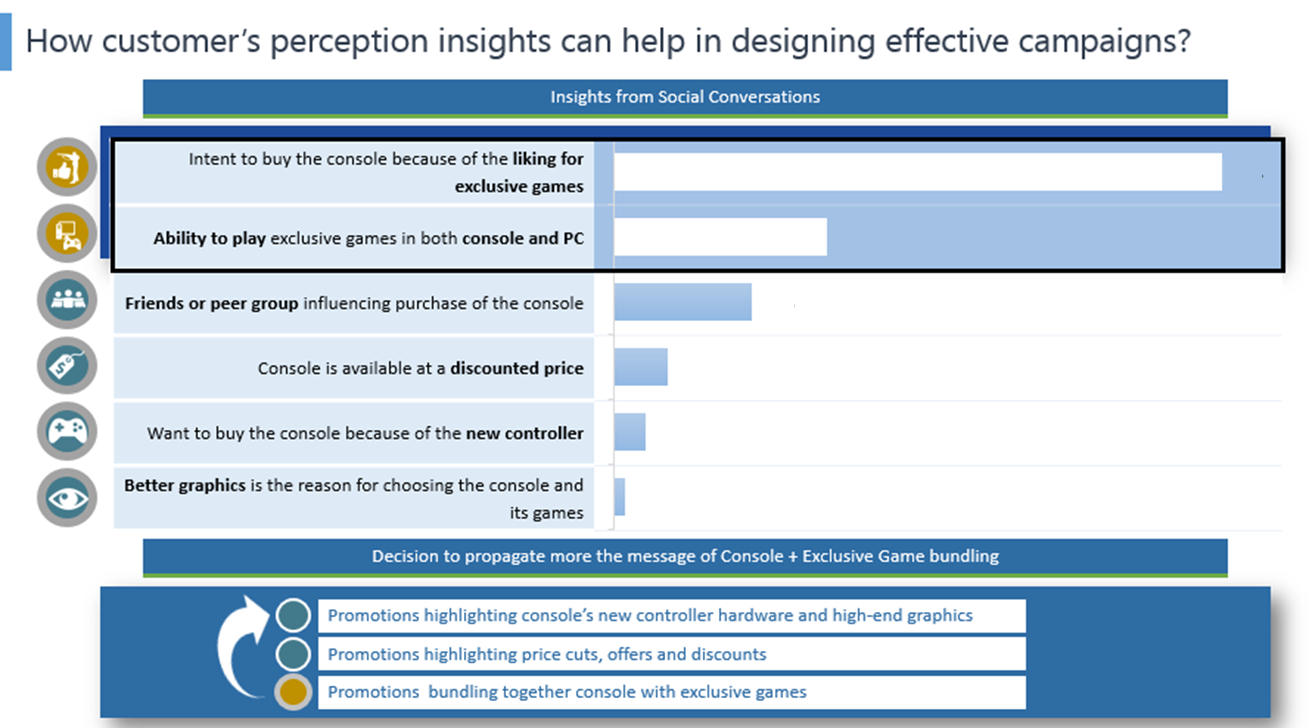 How customer's perception insights can help in designing effective campaigns?
Insights from Social Conversations
Intent to buy the console because of the liking for
exclusive games
Ability to play exclusive games in both console and PC
Friends or peer group influencing purchase of the console
Console is available at a discounted price
Want to buy the console because of the new controller
Better graphics is the reason for choosing the console and
its games
Decision to propagate more the message of Console + Exclusive Game bundling
Promotions highlighting console's new controller hardware and high-end graphics
Promotions highlighting price cuts, offers and discounts
Promotions bundling together console with exclusive games